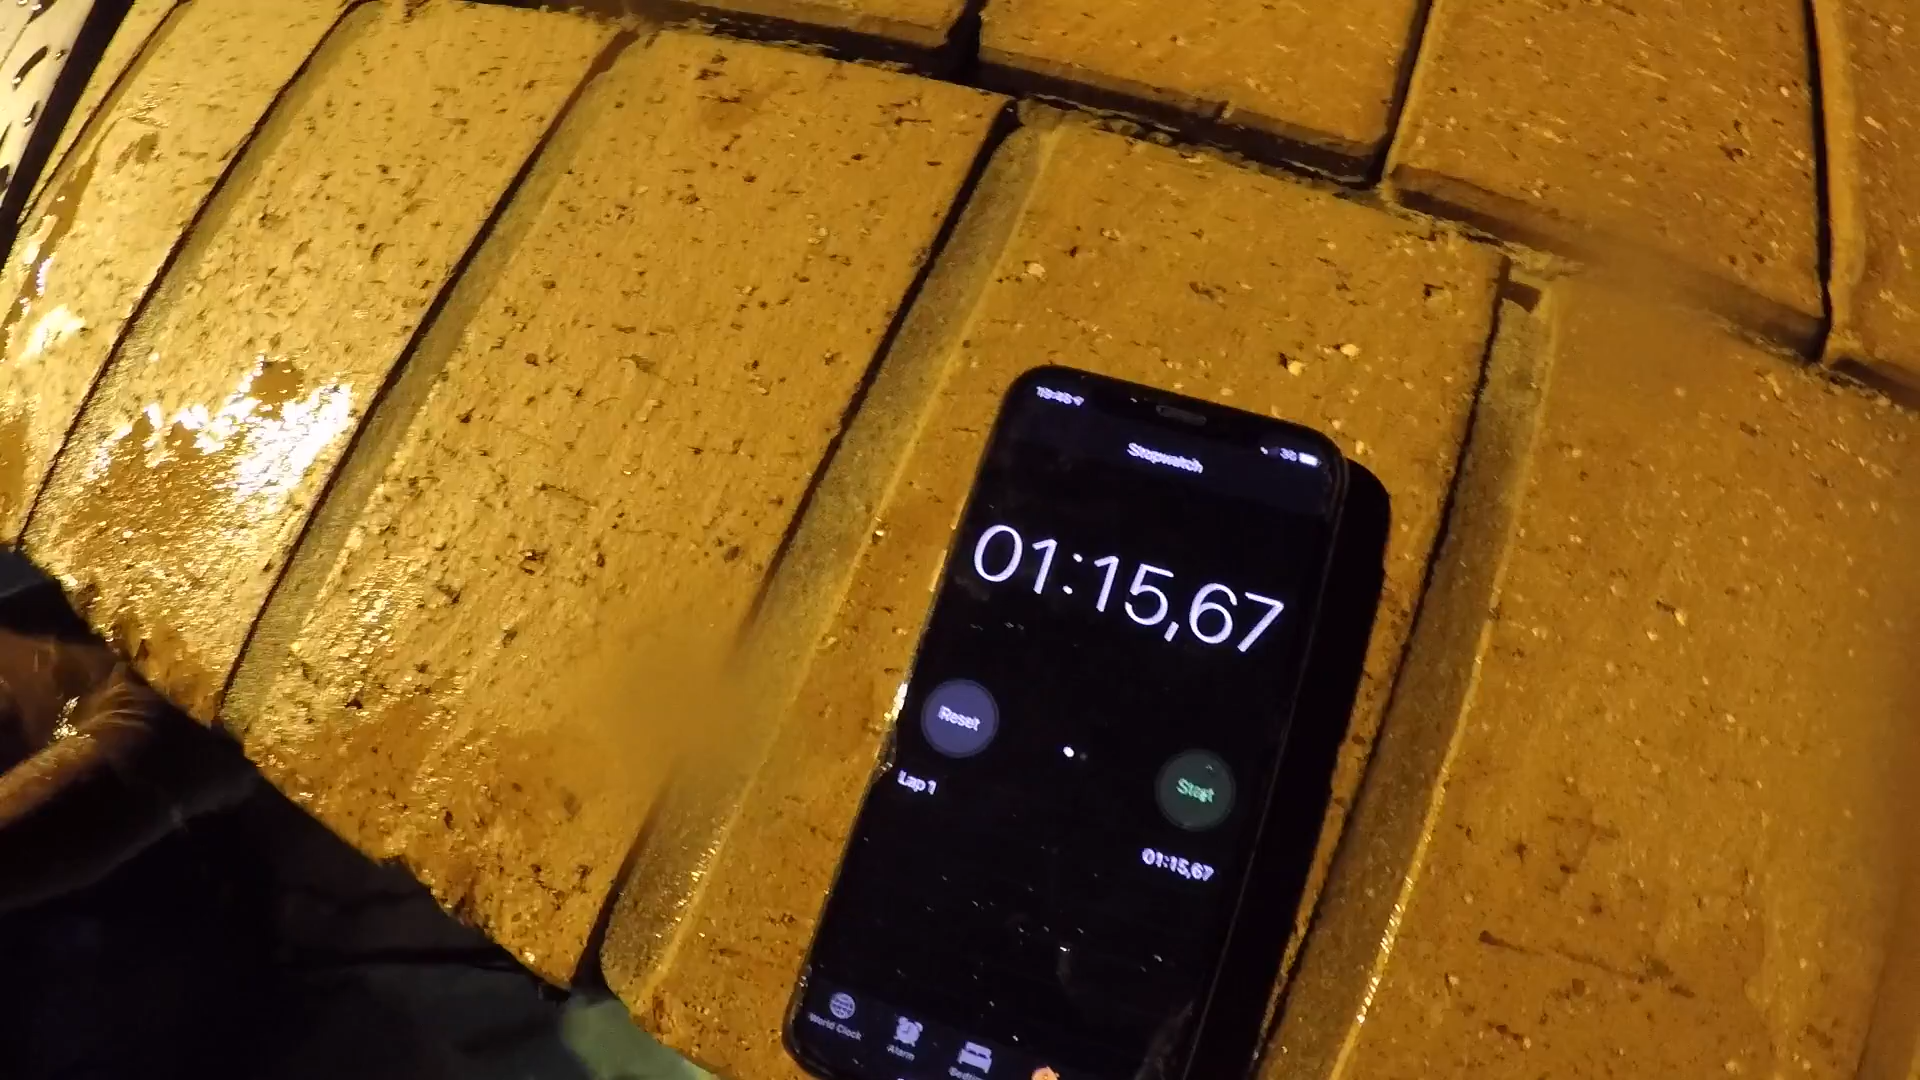 Stopwatch
01:15,67
Reset
Start
Lap 1
01:15,67
World Clock
Alarm